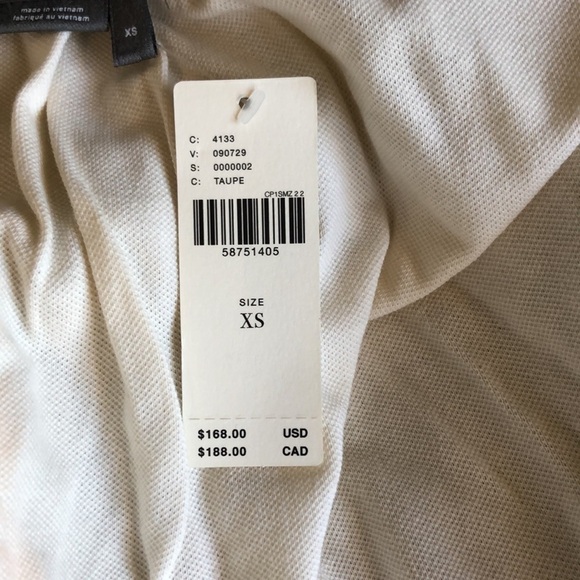 made in vietnam
fabriqué au vietnam
XS
C: 4133
V: 090729
S: 0000002
C: TAUPE
CP1SMZ 2 2
58751405
SIZE
XS
$168.00 USD
$188.00 CAD